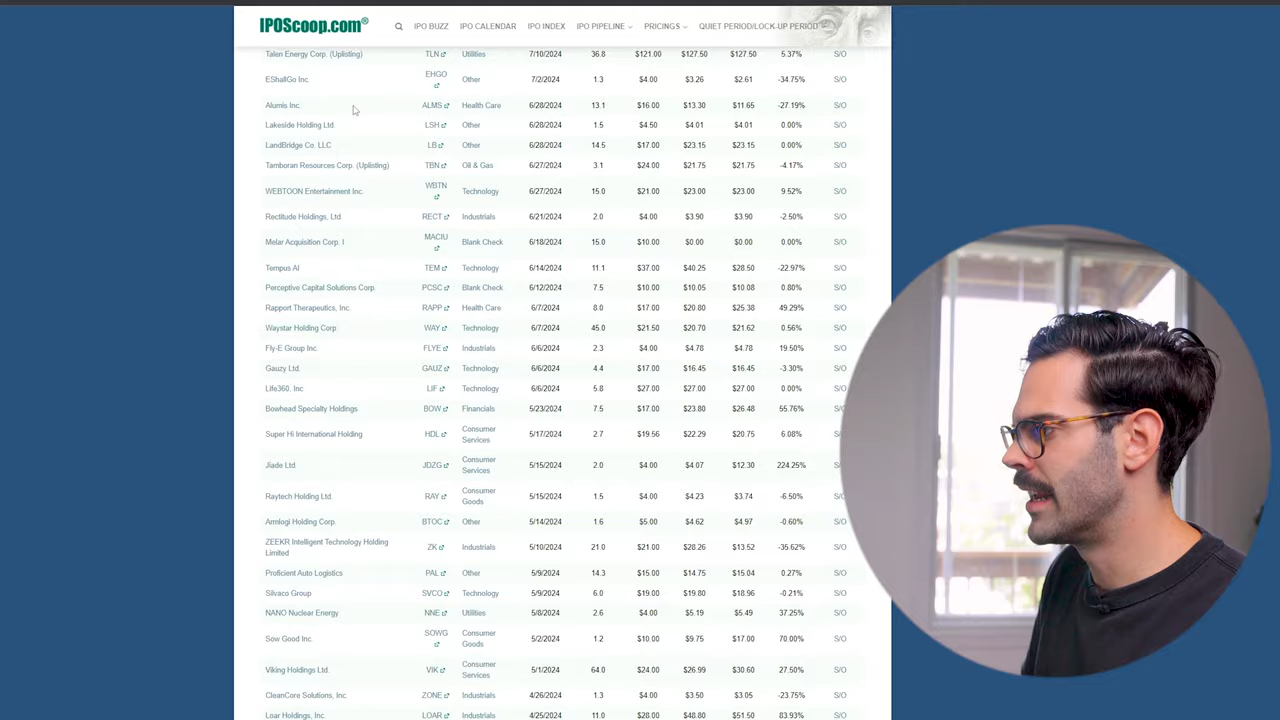 IPOScoop.com®
IPO BUZZ IPO CALENDAR IPO INDEX IPO PIPELINE PRICINGS QUIET PERIOD/LOCK-UP PERIOD
Talen Energy Corp. (Uplisting) TLN Utilities 7/10/2024 36.8 $121.00 $127.50 $127.50 5.37% S/O
EShallGo Inc. EHGO Other 7/2/2024 1.3 $4.00 $3.26 $2.61 -34.75% S/O
Alumis Inc. ALMS Health Care 6/28/2024 13.1 $16.00 $13.30 $11.65 -27.19% S/O
Lakeside Holding Ltd. LSH Other 6/28/2024 1.5 $4.50 $4.01 $4.01 0.00% S/O
LandBridge Co. LLC LB Other 6/28/2024 14.5 $17.00 $23.15 $23.15 0.00% S/O
Tamboran Resources Corp. (Uplisting) TBN Oil & Gas 6/27/2024 3.1 $24.00 $21.75 $21.75 -4.17% S/O
WEBTOON Entertainment Inc. WBTN Technology 6/27/2024 15.0 $21.00 $23.00 $23.00 9.52% S/O
Rectitude Holdings, Ltd. RECT Industrials 6/21/2024 2.0 $4.00 $3.90 $3.90 -2.50% S/O
Melar Acquisition Corp. I MACIU Blank Check 6/18/2024 15.0 $10.00 $0.00 $0.00 0.00% S/O
Tempus AI TEM Technology 6/14/2024 11.1 $37.00 $40.25 $28.50 -22.97% S/O
Perceptive Capital Solutions Corp. PCSC Blank Check 6/12/2024 7.5 $10.00 $10.05 $10.08 0.80% S/O
Rapport Therapeutics, Inc. RAPP Health Care 6/7/2024 8.0 $17.00 $20.80 $25.38 49.29% S/O
Waystar Holding Corp WAY Technology 6/7/2024 45.0 $21.50 $20.70 $21.62 0.56% S/O
Fly-E Group Inc. FLYE Industrials 6/6/2024 2.3 $4.00 $4.78 $4.78 19.50% S/O
Gauzy Ltd. GAUZ Technology 6/6/2024 4.4 $17.00 $16.45 $16.45 -3.30% S/O
Life360, Inc LIF Technology 6/6/2024 5.8 $27.00 $27.00 $27.00 0.00% S/O
Bowhead Specialty Holdings BOW Financials 5/23/2024 7.5 $17.00 $23.80 $26.48 55.76%
Super Hi International Holding HDL Consumer Services 5/17/2024 2.7 $19.56 $22.29 $20.75 6.08%
Jiade Ltd. JDZG Consumer Services 5/15/2024 2.0 $4.00 $4.07 $12.30 224.25%
Raytech Holding Ltd. RAY Consumer Goods 5/15/2024 1.5 $4.00 $4.23 $3.74 -6.50% S/O
Armlogi Holding Corp. BTOC Other 5/14/2024 1.6 $5.00 $4.62 $4.97 -0.60% S/O
ZEEKR Intelligent Technology Holding Limited ZK Industrials 5/10/2024 21.0 $21.00 $28.26 $13.52 -35.62% S/O
Proficient Auto Logistics PAL Other 5/9/2024 14.3 $15.00 $14.75 $15.04 0.27% S/O
Silvaco Group SVCO Technology 5/9/2024 6.0 $19.00 $19.80 $18.96 -0.21% S/O
NANO Nuclear Energy NNE Utilities 5/8/2024 2.6 $4.00 $5.19 $5.49 37.25% S/O
Sow Good Inc. SOWG Consumer Goods 5/2/2024 1.2 $10.00 $9.75 $17.00 70.00% S/O
Viking Holdings Ltd. VIK Consumer Services 5/1/2024 64.0 $24.00 $26.99 $30.60 27.50% S/O
CleanCore Solutions, Inc. ZONE Industrials 4/26/2024 1.3 $4.00 $3.50 $3.05 -23.75% S/O
Loar Holdings, Inc. LOAR Industrials 4/25/2024 11.0 $28.00 $48.80 $51.50 83.93% S/O